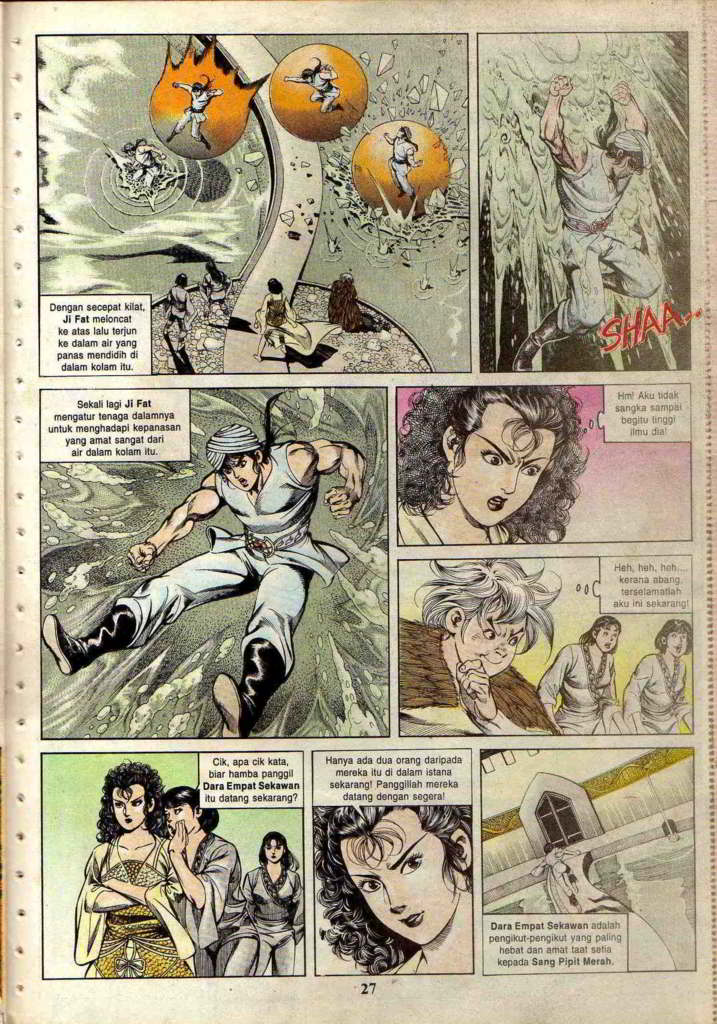 Dengan secepat kilat,
Ji Fat meloncat
ke atas lalu terjun
ke dalam air yang
panas mendidih di
dalam kolam itu.
SHAA..
Sekali lagi Ji Fat
mengatur tenaga dalamnya
untuk menghadapi kepanasan
yang amat sangat dari
air dalam kolam itu.
Hm! Aku tidak
sangka sampai
begitu tinggi
ilmu dia!
Heh, heh, heh....
kerana abang,
terselamatlah
aku ini sekarang!
Cik, apa cik kata,
biar hamba panggil
Dara Empat Sekawan
itu datang sekarang?
Hanya ada dua orang daripada
mereka itu di dalam istana
sekarang! Panggillah mereka
datang dengan segera!
Dara Empat Sekawan adalah
pengikut-pengikut yang paling
hebat dan amat taat setia
kepada Sang Pipit Merah.
27